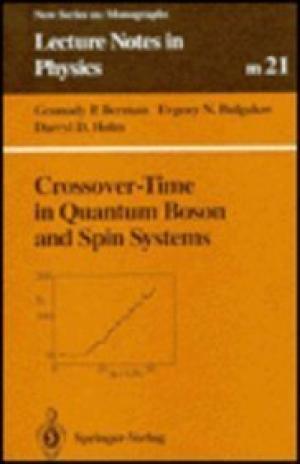 New Series m: Monographs
Lecture Notes in
Physics
m 21
Gennady P. Berman Evgeny N. Bulgakov
Darryl D. Holm
Crossover-Time
in Quantum Boson
and Spin Systems
Springer-Verlag